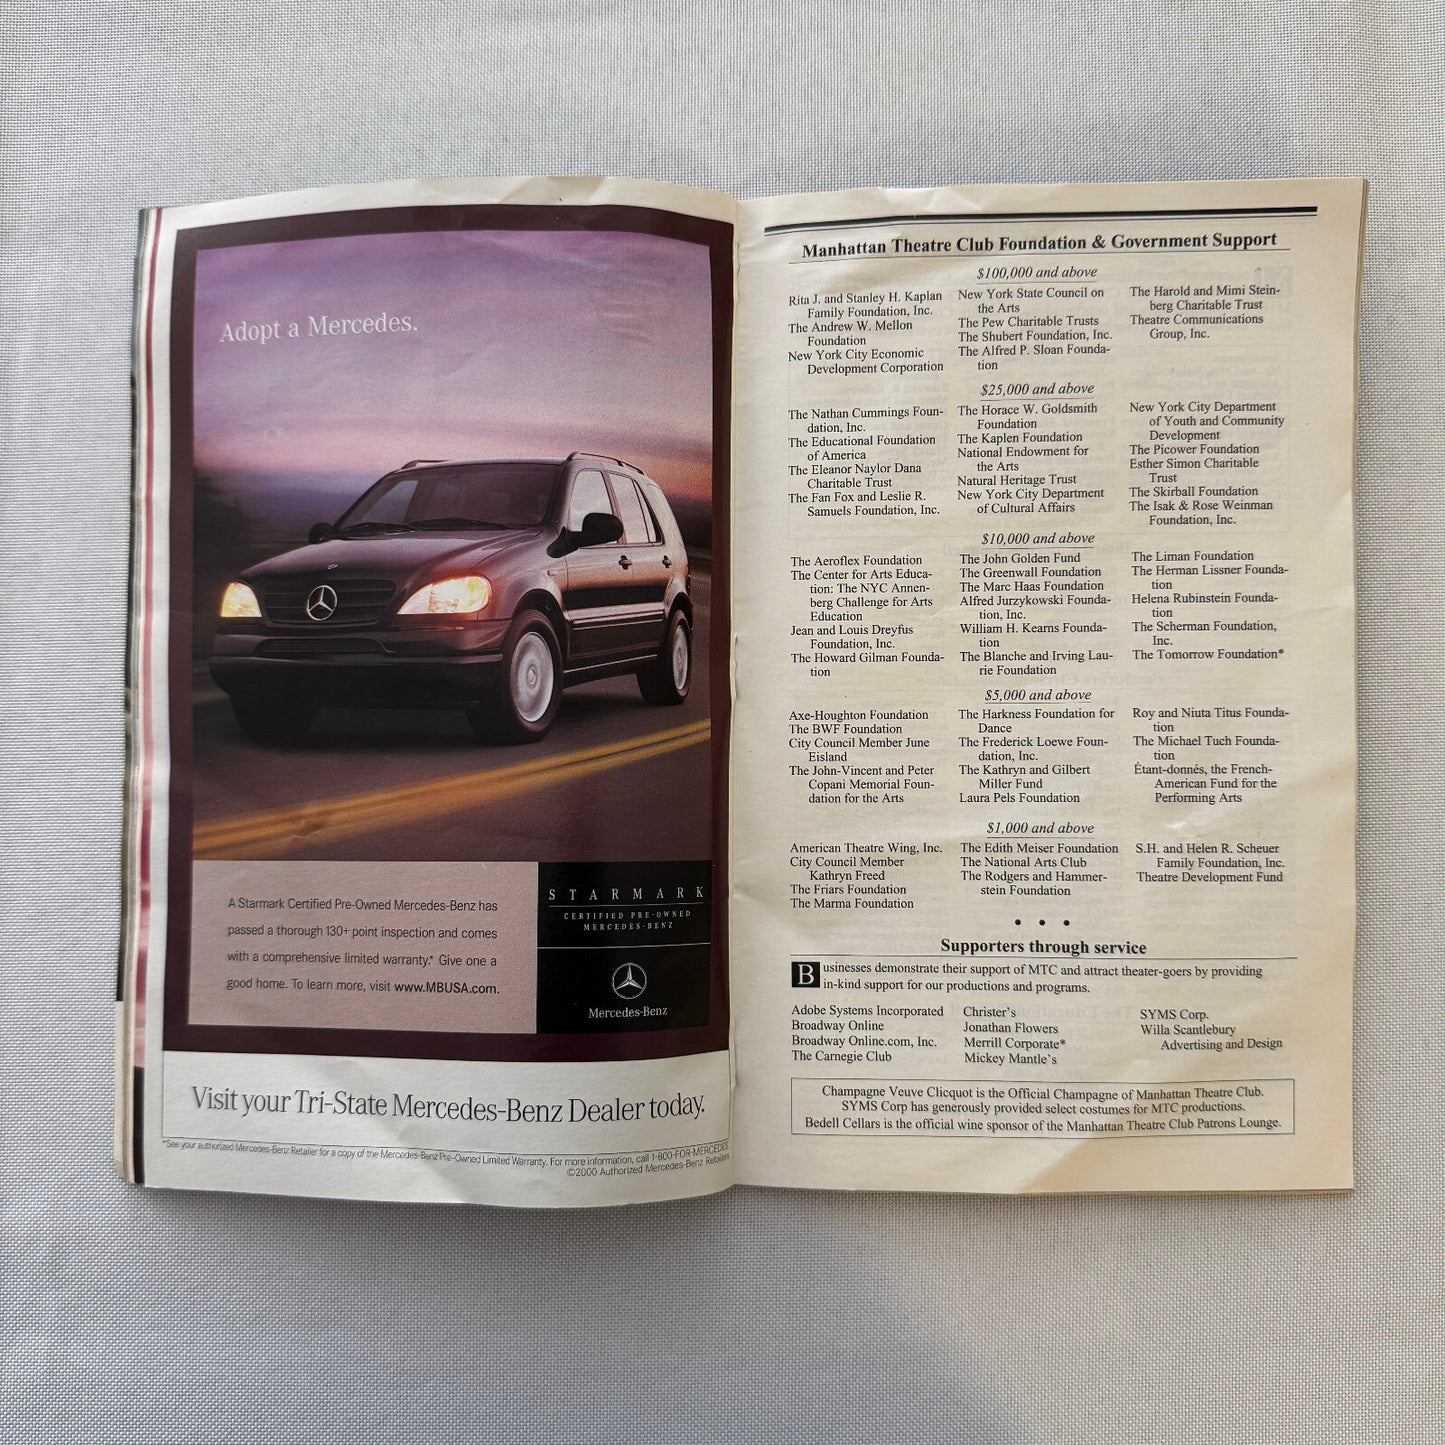 Adopt a Mercedes.
A Starmark Certified Pre-Owned Mercedes-Benz has
passed a thorough 130+ point inspection and comes
with a comprehensive limited warranty.* Give one a
good home. To learn more, visit www.MBUSA.com.
STARMARK
CERTIFIED PRE-OWNED
MERCEDES-BENZ
Mercedes-Benz
Visit your Tri-State Mercedes-Benz Dealer today.
*See your authorized Mercedes-Benz Retailer for a copy of the Mercedes-Benz Pre-Owned Limited Warranty. For more information, call 1-800-FOR-MERCEDES.
©2000 Authorized Mercedes-Benz Retailers
Manhattan Theatre Club Foundation & Government Support
$100,000 and above
Rita J. and Stanley H. Kaplan
Family Foundation, Inc.
The Andrew W. Mellon
Foundation
New York City Economic
Development Corporation
New York State Council on
the Arts
The Pew Charitable Trusts
The Shubert Foundation, Inc.
The Alfred P. Sloan Founda-
tion
The Harold and Mimi Stein-
berg Charitable Trust
Theatre Communications
Group, Inc.
$25,000 and above
The Nathan Cummings Foun-
dation, Inc.
The Educational Foundation
of America
The Eleanor Naylor Dana
Charitable Trust
The Fan Fox and Leslie R.
Samuels Foundation, Inc.
The Horace W. Goldsmith
Foundation
The Kaplen Foundation
National Endowment for
the Arts
Natural Heritage Trust
New York City Department
of Cultural Affairs
New York City Department
of Youth and Community
Development
The Picower Foundation
Esther Simon Charitable
Trust
The Skirball Foundation
The Isak & Rose Weinman
Foundation, Inc.
$10,000 and above
The Aeroflex Foundation
The Center for Arts Educa-
tion: The NYC Annen-
berg Challenge for Arts
Education
Jean and Louis Dreyfus
Foundation, Inc.
The Howard Gilman Founda-
tion
The John Golden Fund
The Greenwall Foundation
The Marc Haas Foundation
Alfred Jurzykowski Founda-
tion, Inc.
William H. Kearns Founda-
tion
The Blanche and Irving Lau-
rie Foundation
The Liman Foundation
The Herman Lissner Founda-
tion
Helena Rubinstein Founda-
tion
The Scherman Foundation,
Inc.
The Tomorrow Foundation*
$5,000 and above
Axe-Houghton Foundation
The BWF Foundation
City Council Member June
Eisland
The John-Vincent and Peter
Copani Memorial Foun-
dation for the Arts
The Harkness Foundation for
Dance
The Frederick Loewe Foun-
dation, Inc.
The Kathryn and Gilbert
Miller Fund
Laura Pels Foundation
Roy and Niuta Titus Founda-
tion
The Michael Tuch Founda-
tion
Étant-donnés, the French-
American Fund for the
Performing Arts
$1,000 and above
American Theatre Wing, Inc.
City Council Member
Kathryn Freed
The Friars Foundation
The Marma Foundation
The Edith Meiser Foundation
The National Arts Club
The Rodgers and Hammer-
stein Foundation
S.H. and Helen R. Scheuer
Family Foundation, Inc.
Theatre Development Fund
• • •
Supporters through service
Businesses demonstrate their support of MTC and attract theater-goers by providing
in-kind support for our productions and programs.
Adobe Systems Incorporated
Broadway Online
Broadway Online.com, Inc.
The Carnegie Club
Christer's
Jonathan Flowers
Merrill Corporate*
Mickey Mantle's
SYMS Corp.
Willa Scantlebury
Advertising and Design
Champagne Veuve Clicquot is the Official Champagne of Manhattan Theatre Club.
SYMS Corp has generously provided select costumes for MTC productions.
Bedell Cellars is the official wine sponsor of the Manhattan Theatre Club Patrons Lounge.